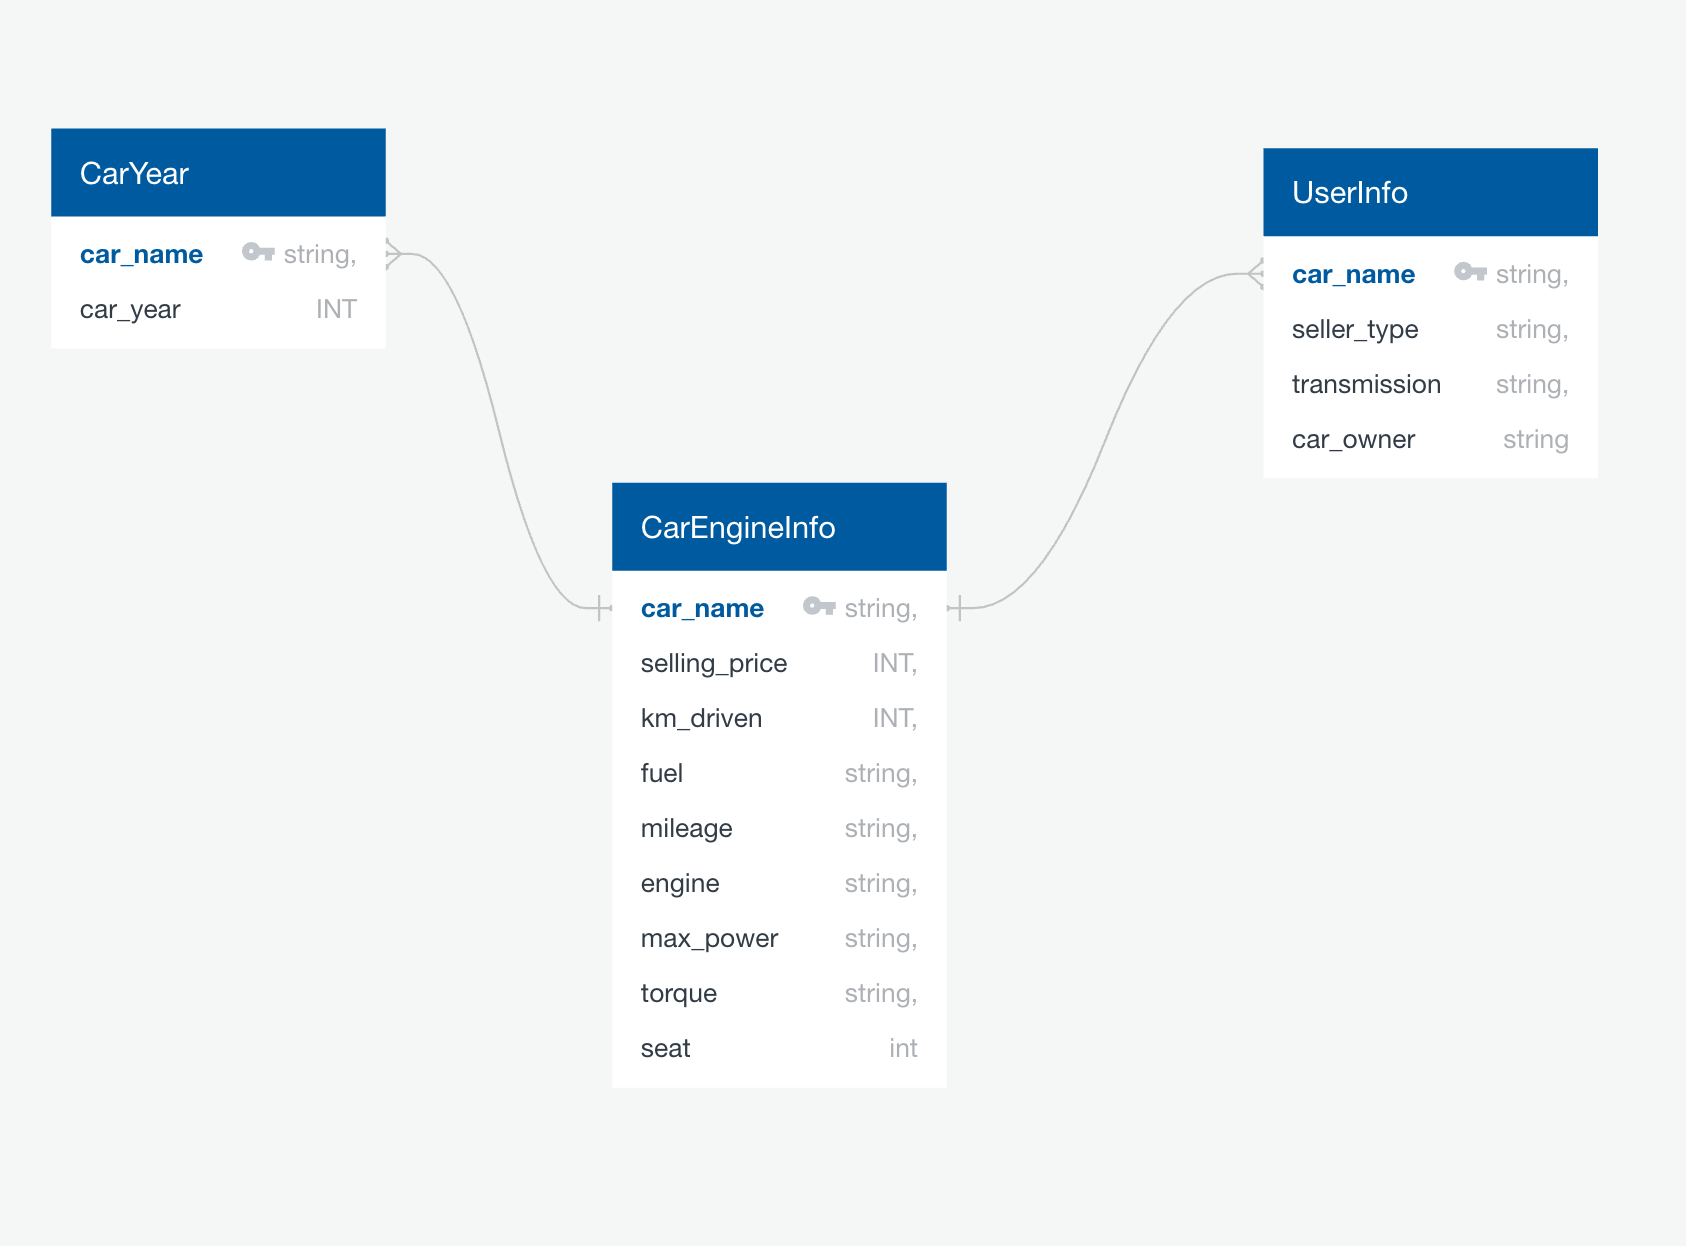 CarYear
car_name string,
car_year INT
UserInfo
car_name string,
seller_type string,
transmission string,
car_owner string
CarEngineInfo
car_name string,
selling_price INT,
km_driven INT,
fuel string,
mileage string,
engine string,
max_power string,
torque string,
seat int